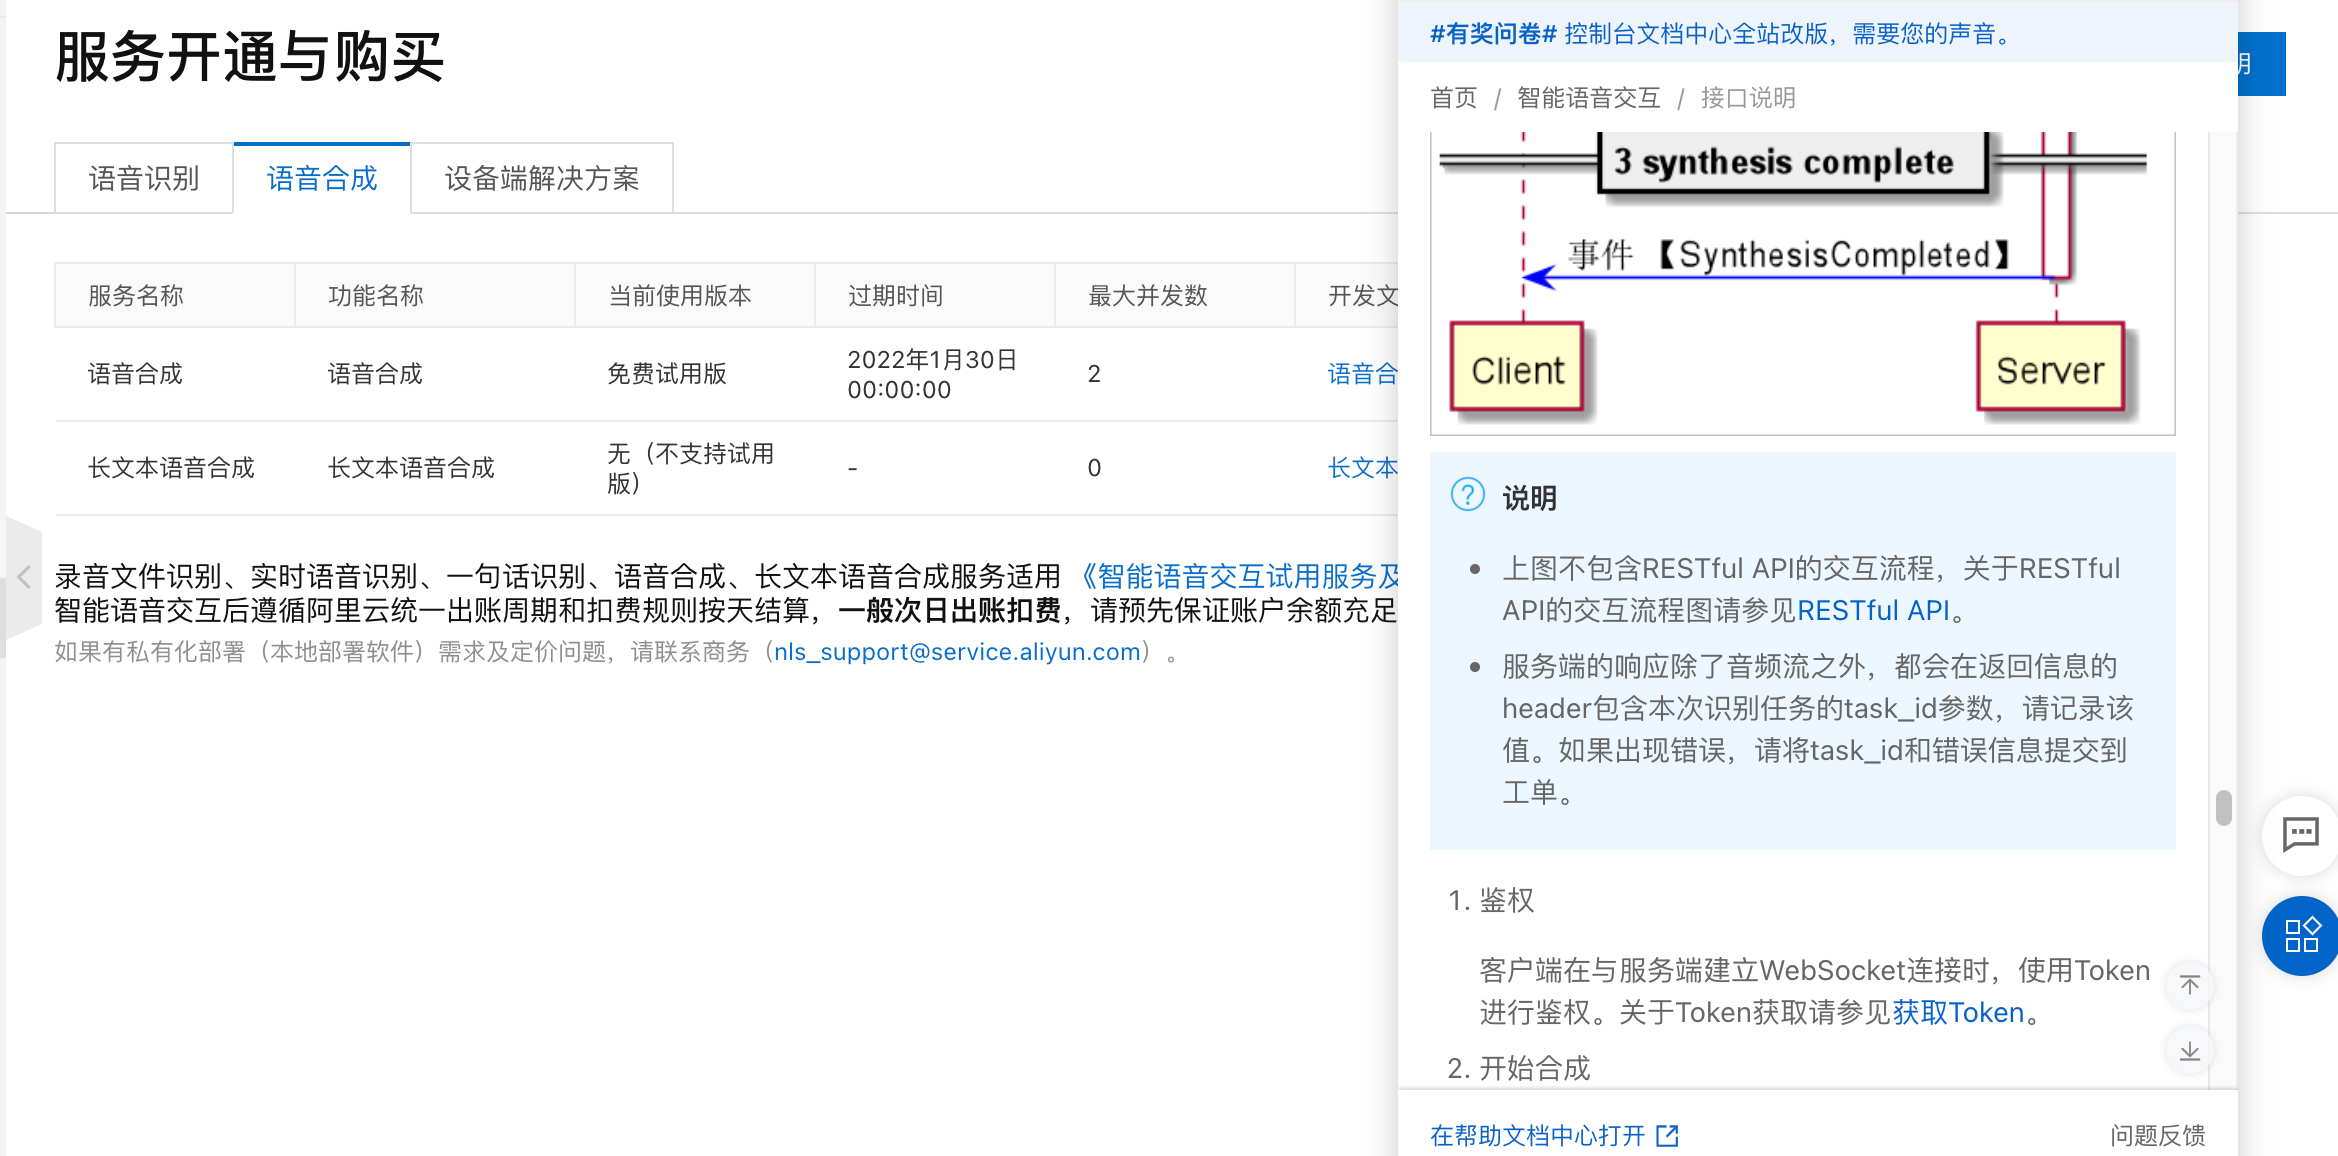 服务开通与购买
语音识别
语音合成
设备端解决方案
服务名称
功能名称
当前使用版本
过期时间
最大并发数
开发文
语音合成
语音合成
免费试用版
2022年1月30日
00:00:00
2
语音合
长文本语音合成
长文本语音合成
无（不支持试用
版）
-
0
长文本
录音文件识别、实时语音识别、一句话识别、语音合成、长文本语音合成服务适用 《智能语音交互试用服务及
智能语音交互后遵循阿里云统一出账周期和扣费规则按天结算，一般次日出账扣费，请预先保证账户余额充足
如果有私有化部署（本地部署软件）需求及定价问题，请联系商务（nls_support@service.aliyun.com）。
#有奖问卷# 控制台文档中心全站改版，需要您的声音。
明
首页 / 智能语音交互 / 接口说明
3 synthesis complete
事件 【SynthesisCompleted】
Client
Server
说明
上图不包含RESTful API的交互流程，关于RESTful
API的交互流程图请参见RESTful API。
服务端的响应除了音频流之外，都会在返回信息的
header包含本次识别任务的task_id参数，请记录该
值。如果出现错误，请将task_id和错误信息提交到
工单。
1. 鉴权
客户端在与服务端建立WebSocket连接时，使用Token
进行鉴权。关于Token获取请参见获取Token。
2. 开始合成
在帮助文档中心打开
问题反馈